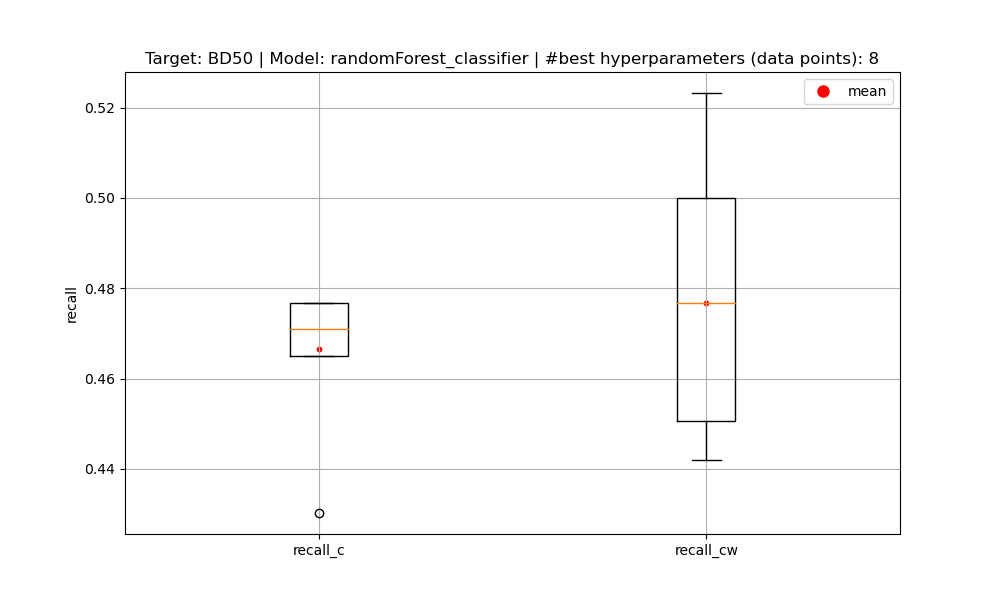 Target: BD50 | Model: randomForest_classifier | #best hyperparameters (data points): 8
mean
0.52
0.50
0.48
0.46
0.44
recall
recall_c
recall_cw